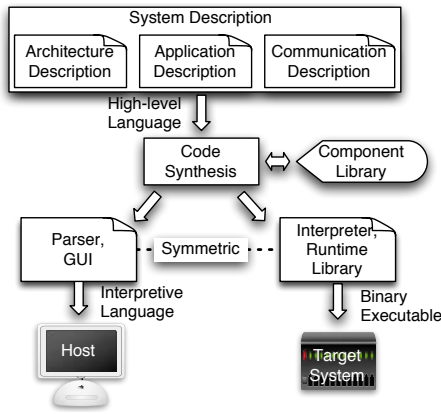 System Description
Architecture
Description
Application
Description
Communication
Description
High-level
Language
Code
Synthesis
Component
Library
Parser,
GUI
Symmetric
Interpreter,
Runtime
Library
Interpretive
Language
Binary
Executable
Host
Target
System